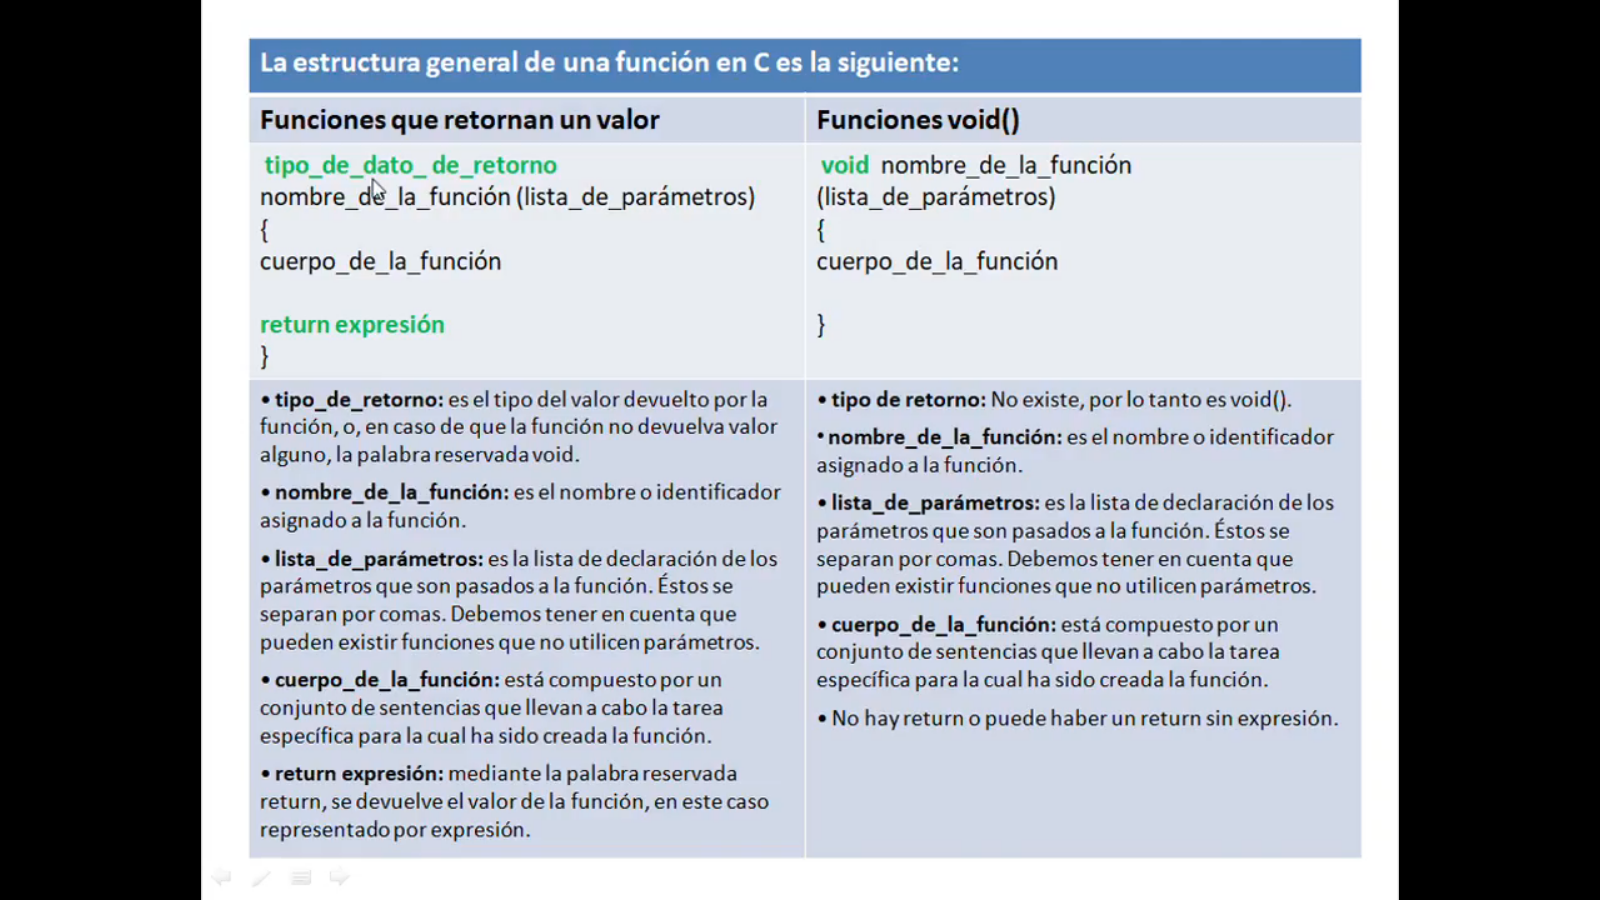 La estructura general de una función en C es la siguiente:
Funciones que retornan un valor
tipo_de_dato_ de_retorno
nombre_de_la_función (lista_de_parámetros)
{
cuerpo_de_la_función
return expresión
}
• tipo_de_retorno: es el tipo del valor devuelto por la
función, o, en caso de que la función no devuelva valor
alguno, la palabra reservada void.
• nombre_de_la_función: es el nombre o identificador
asignado a la función.
• lista_de_parámetros: es la lista de declaración de los
parámetros que son pasados a la función. Éstos se
separan por comas. Debemos tener en cuenta que
pueden existir funciones que no utilicen parámetros.
• cuerpo_de_la_función: está compuesto por un
conjunto de sentencias que llevan a cabo la tarea
específica para la cual ha sido creada la función.
• return expresión: mediante la palabra reservada
return, se devuelve el valor de la función, en este caso
representado por expresión.
Funciones void()
void nombre_de_la_función
(lista_de_parámetros)
{
cuerpo_de_la_función
}
• tipo de retorno: No existe, por lo tanto es void().
• nombre_de_la_función: es el nombre o identificador
asignado a la función.
• lista_de_parámetros: es la lista de declaración de los
parámetros que son pasados a la función. Éstos se
separan por comas. Debemos tener en cuenta que
pueden existir funciones que no utilicen parámetros.
• cuerpo_de_la_función: está compuesto por un
conjunto de sentencias que llevan a cabo la tarea
específica para la cual ha sido creada la función.
• No hay return o puede haber un return sin expresión.